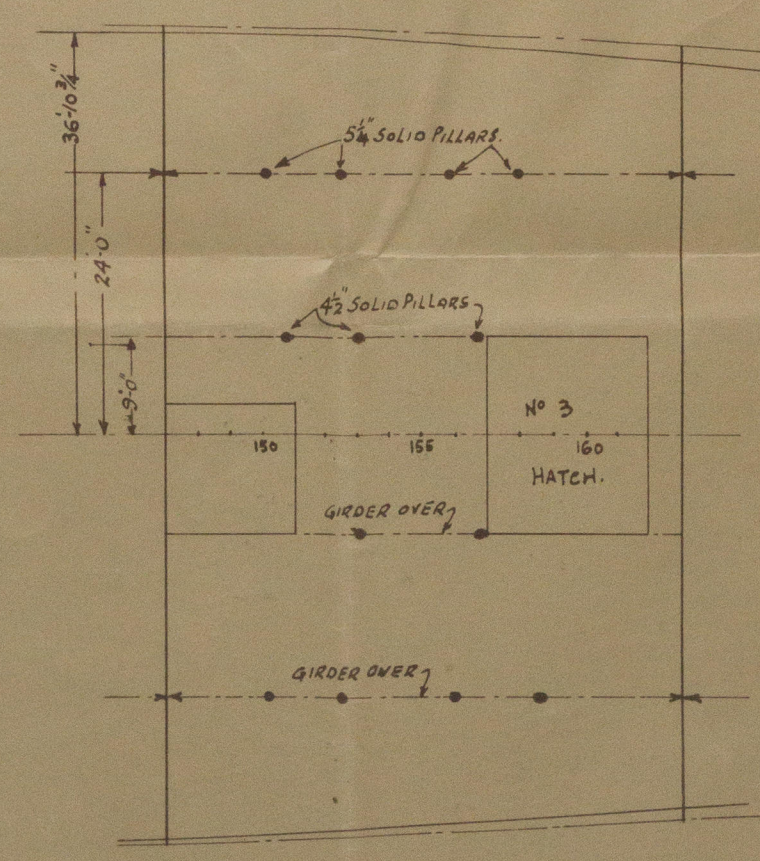 36'-10¾"
5¼" SOLID PILLARS.
24'-0"
4½" SOLID PILLARS
9'-0"
No 3
150 155 160
HATCH.
GIRDER OVER
GIRDER OVER